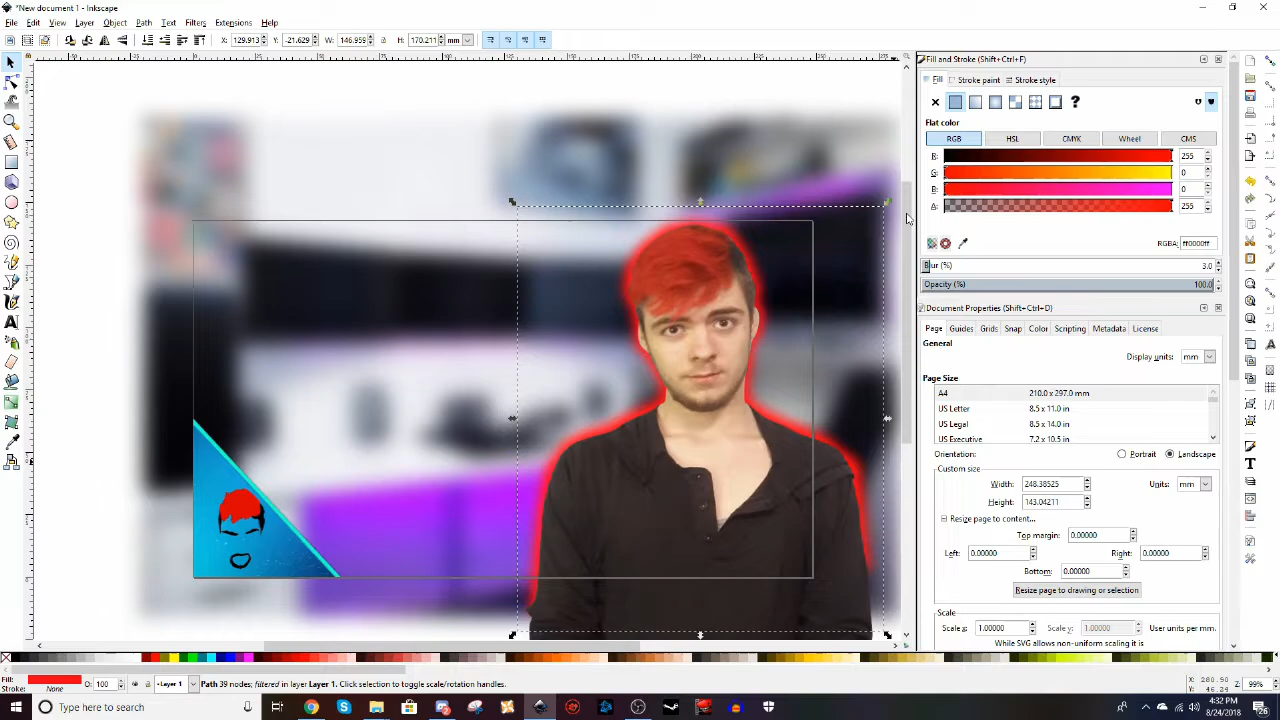 *New document 1 - Inkscape
File Edit View Layer Object Path Text Filters Extensions Help
X: 129.913 Y: -21.629 W: 146.959 H: 170.211 mm
Fill and Stroke (Shift+Ctrl+F)
Fill Stroke paint Stroke style
?
Flat color
RGB HSL CMYK Wheel CMS
R: 255
G: 0
B: 0
A: 255
RGBA: ff0000ff
Blur (%) 3.0
Opacity (%) 100.0
Document Properties (Shift+Ctrl+D)
Page Guides Grids Snap Color Scripting Metadata License
General
Display units: mm
Page Size
A4 210.0 x 297.0 mm
US Letter 8.5 x 11.0 in
US Legal 8.5 x 14.0 in
US Executive 7.2 x 10.5 in
Orientation: Portrait Landscape
Custom size
Width: 248.38525 Units: mm
Height: 143.04211
Resize page to content...
Top margin: 0.00000
Left: 0.00000 Right: 0.00000
Bottom: 0.00000
Resize page to drawing or selection
Scale
Scale x: 1.00000 Scale y: 1.00000 User units per mm.
While SVG allows non-uniform scaling it is
Fill: O: 100 Layer 1 Path 39 nodes; filtered in layer Layer 1. Click selection to toggle scale/rotation handles. X: 280.50 Z: 99%
Stroke: None Y: 46.24
Type here to search
4:32 PM
8/24/2018
26